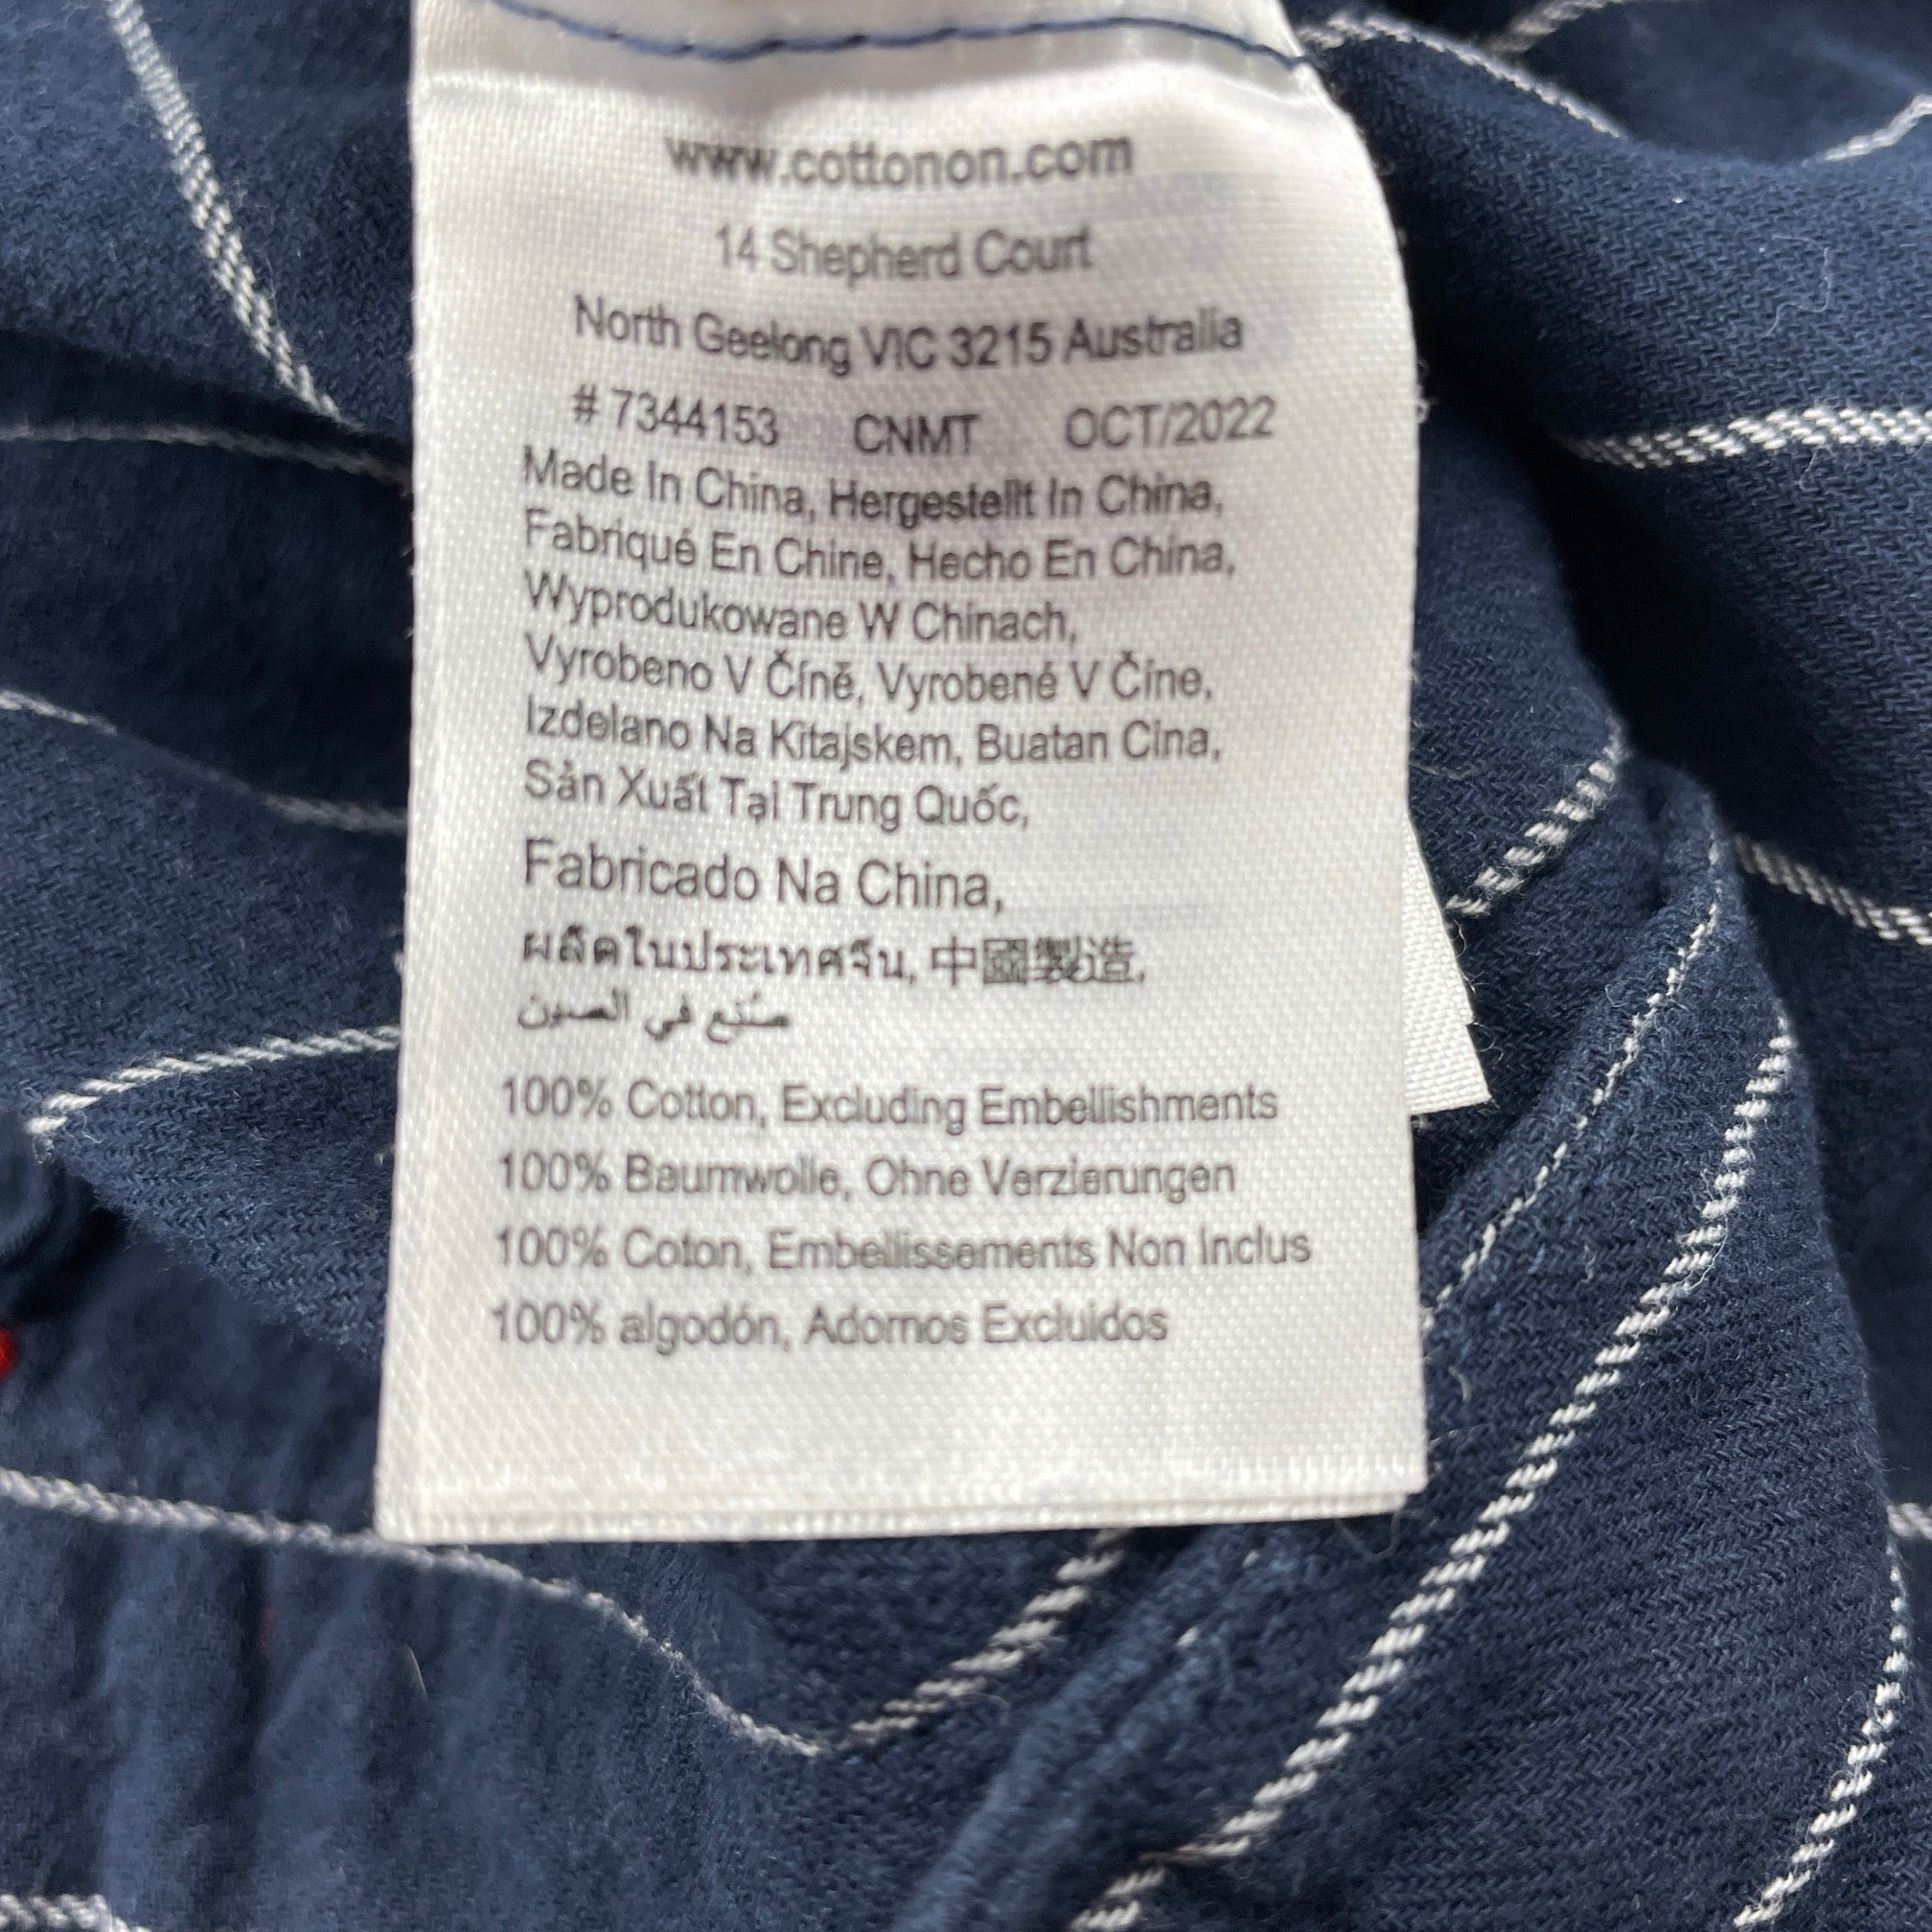 www.cottonon.com
14 Shepherd Court
North Geelong VIC 3215 Australia
# 7344153 CNMT OCT/2022
Made In China, Hergestellt In China,
Fabriqué En Chine, Hecho En China,
Wyprodukowane W Chinach,
Vyrobeno V Číně, Vyrobené V Číne,
Izdelano Na Kitajskem, Buatan Cina,
Sản Xuất Tại Trung Quốc,
Fabricado Na China,
ผลิตในประเทศจีน, 中國製造,
صُنِع في الصين
100% Cotton, Excluding Embellishments
100% Baumwolle, Ohne Verzierungen
100% Coton, Embellissements Non Inclus
100% algodón, Adornos Excluidos